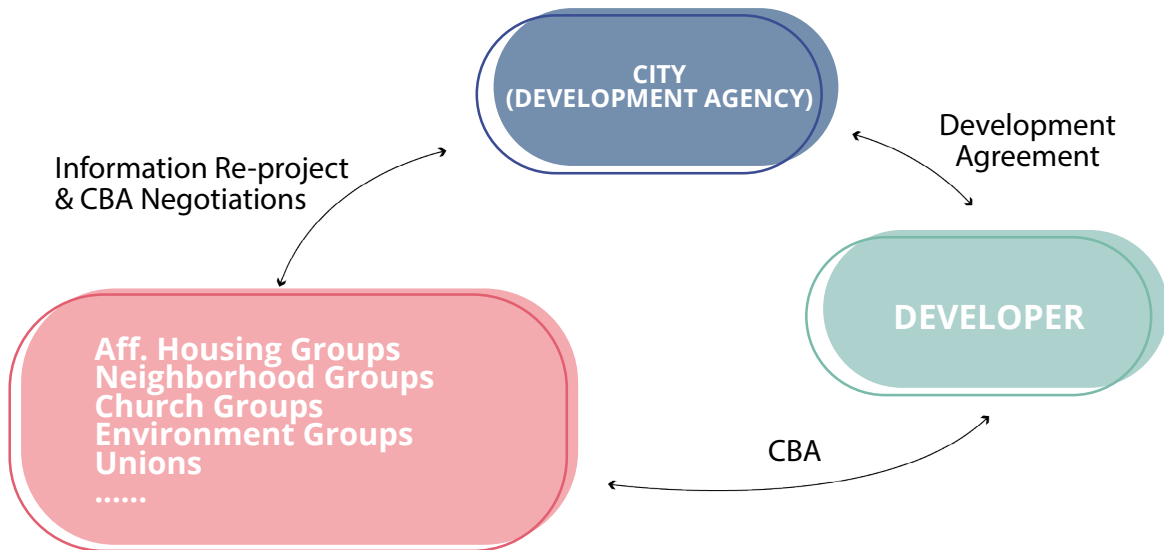 CITY
(DEVELOPMENT AGENCY)
Development
Agreement
Information Re-project
& CBA Negotiations
DEVELOPER
Aff. Housing Groups
Neighborhood Groups
Church Groups
Environment Groups
Unions
......
CBA